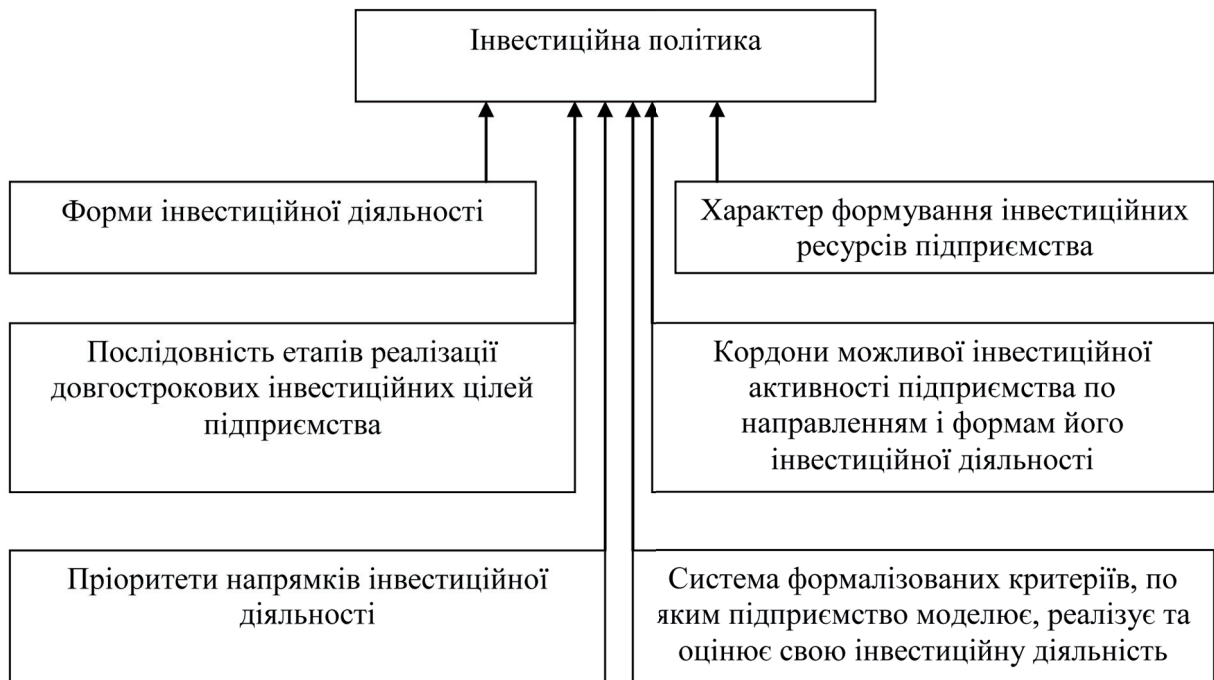 Інвестиційна політика
Форми інвестиційної діяльності
Характер формування інвестиційних
ресурсів підприємства
Послідовність етапів реалізації
довгострокових інвестиційних цілей
підприємства
Кордони можливої інвестиційної
активності підприємства по
направленням і формам його
інвестиційної діяльності
Пріоритети напрямків інвестиційної
діяльності
Система формалізованих критеріїв, по
яким підприємство моделює, реалізує та
оцінює свою інвестиційну діяльність